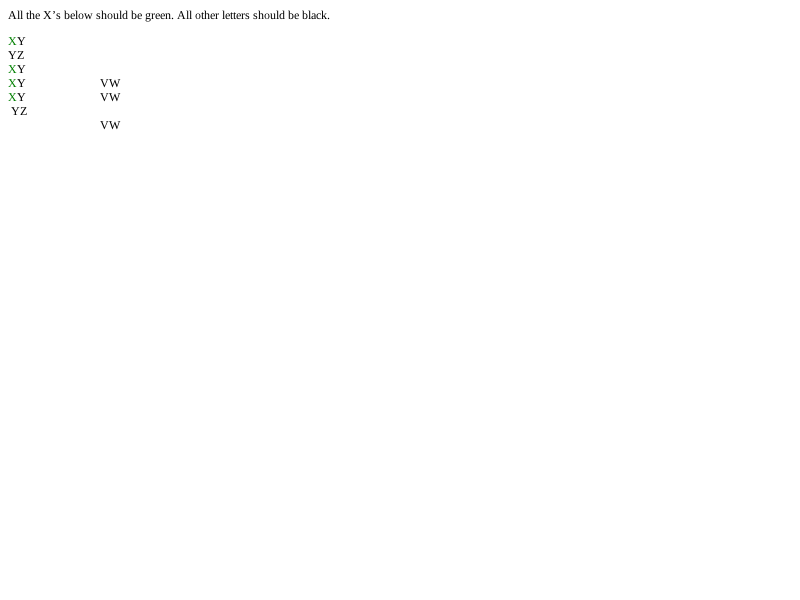 All the X’s below should be green. All other letters should be black.
XY
YZ
XY
XY VW
XY VW
YZ
VW